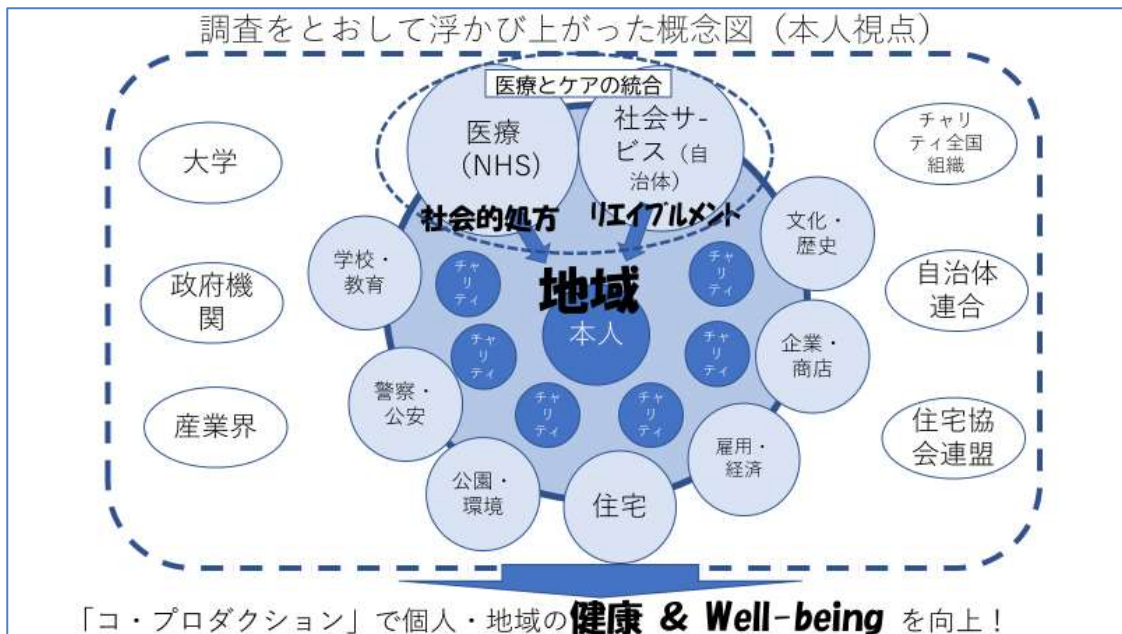 調査をとおして浮かび上がった概念図（本人視点）
医療とケアの統合
医療
（NHS）
社会サ-
ビス（自
治体）
社会的処方
リエイブルメント
大学
政府機
関
産業界
チャリ
ティ全国
組織
自治体
連合
住宅協
会連盟
学校・
教育
警察・
公安
公園・
環境
住宅
雇用・
経済
企業・
商店
文化・
歴史
地域
本人
チャ
リ
ティ
チャ
リ
ティ
チャ
リ
ティ
チャ
リ
ティ
チャ
リ
ティ
チャ
リ
ティ
「コ・プロダクション」で個人・地域の健康 & Well-being を向上！